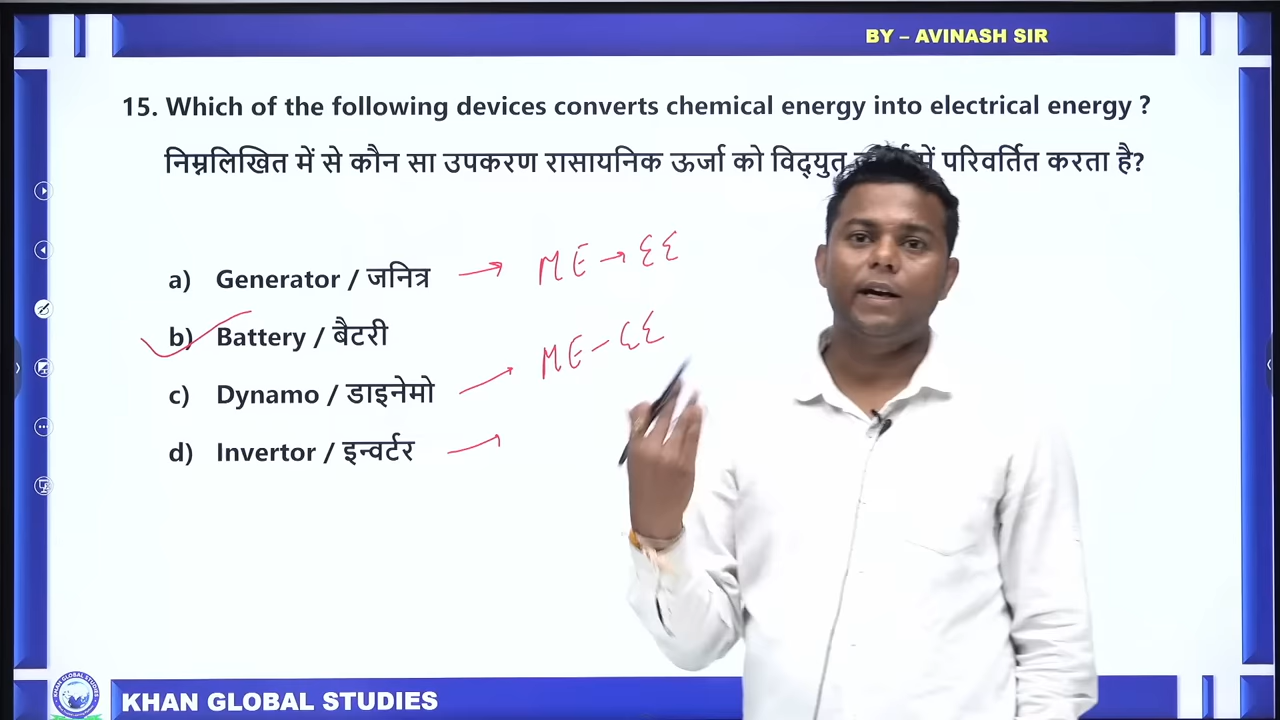 BY – AVINASH SIR
15. Which of the following devices converts chemical energy into electrical energy ?
निम्नलिखित में से कौन सा उपकरण रासायनिक ऊर्जा को विद्युत में परिवर्तित करता है?
a) Generator / जनित्र → ME → EE
b) Battery / बैटरी
c) Dynamo / डाइनेमो → ME – EE
d) Invertor / इन्वर्टर →
KHAN GLOBAL STUDIES